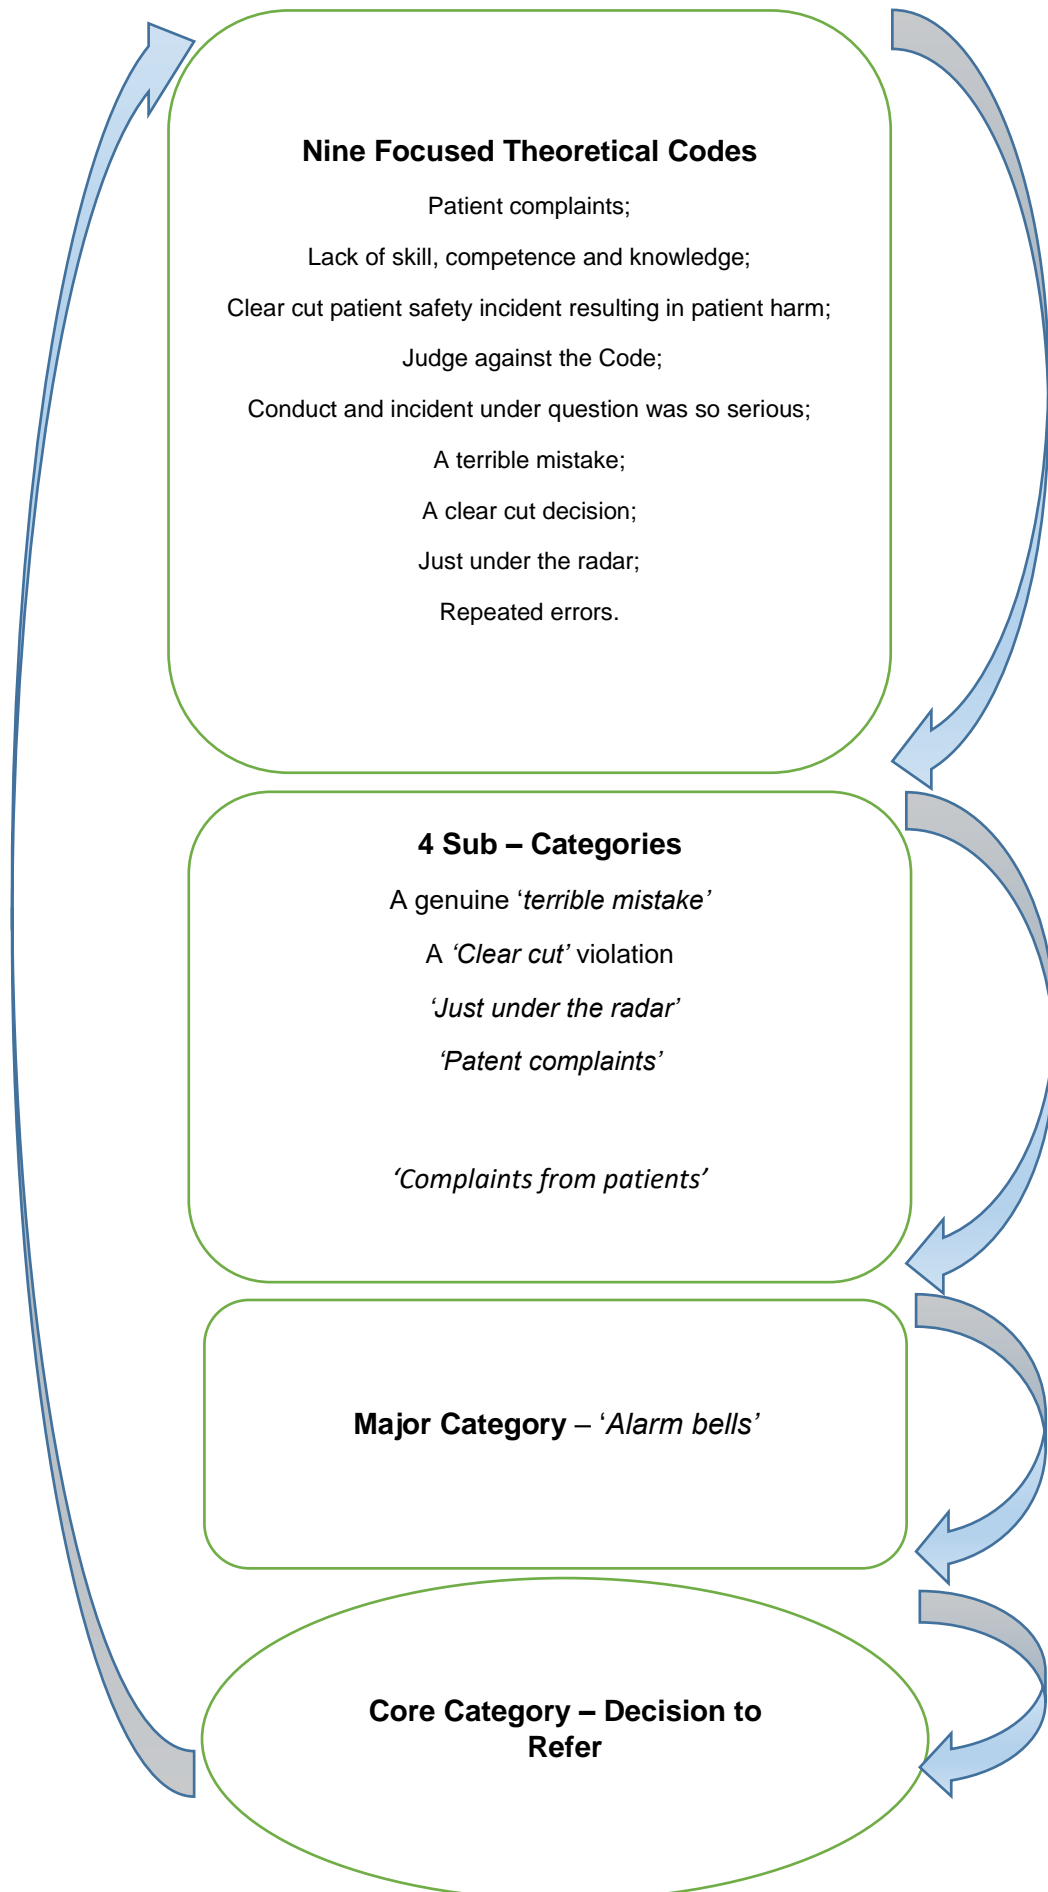 Nine Focused Theoretical Codes
Patient complaints;
Lack of skill, competence and knowledge;
Clear cut patient safety incident resulting in patient harm;
Judge against the Code;
Conduct and incident under question was so serious;
A terrible mistake;
A clear cut decision;
Just under the radar;
Repeated errors.
4 Sub – Categories
A genuine ‘terrible mistake’
A ‘Clear cut’ violation
‘Just under the radar’
‘Patent complaints’
‘Complaints from patients’
Major Category – ‘Alarm bells’
Core Category – Decision to
Refer